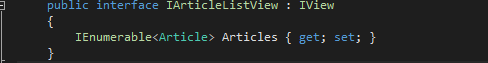 public interface IArticleListView : IView
{
IEnumerable<Article> Articles { get; set; }
}